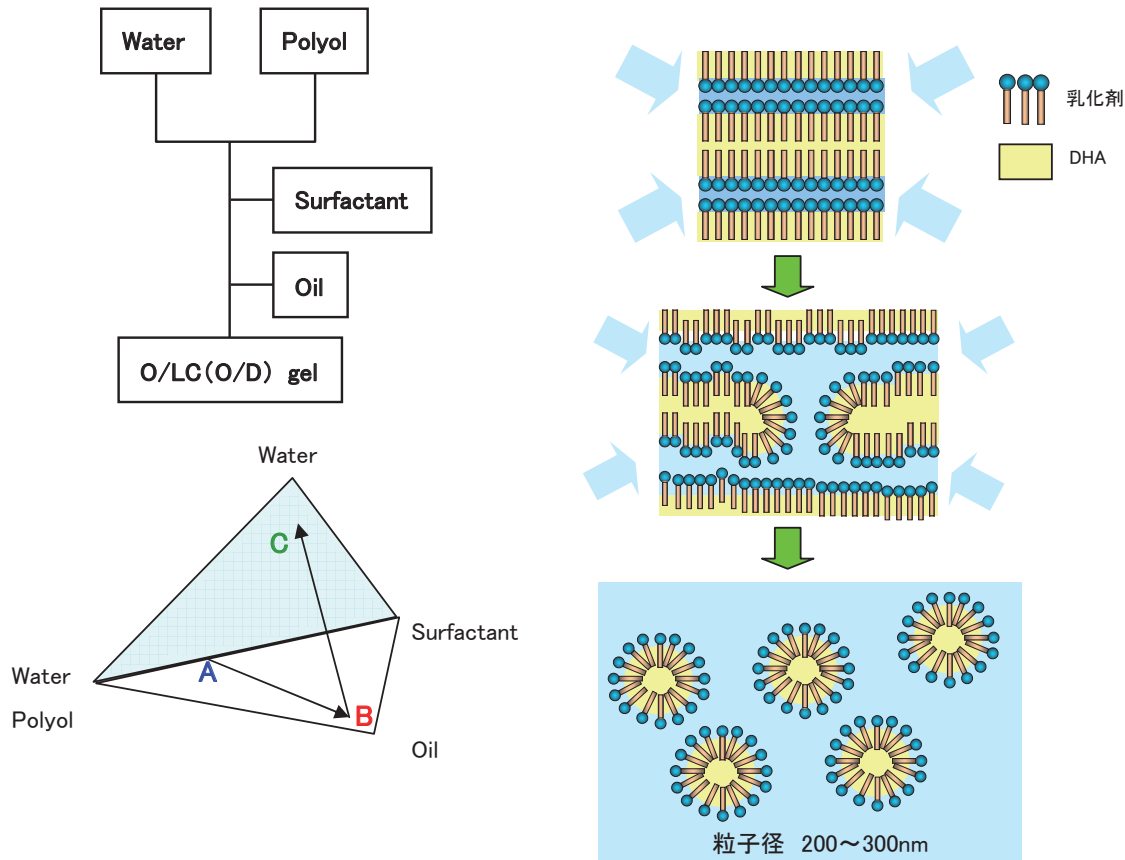 Water
Polyol
Surfactant
Oil
O/LC(O/D) gel
Water
C
Surfactant
A
Water
Polyol
B
Oil
乳化剤
DHA
粒子径 200～300nm